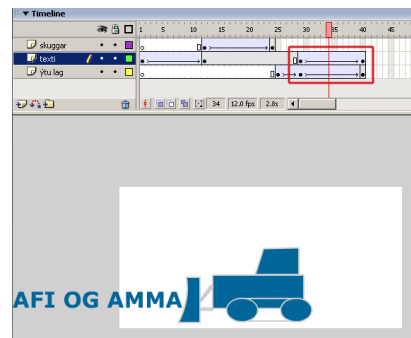 Timeline
1 5 10 15 20 25 30 35 40 45
skuggar
texti
ýtu lag
34 12.0 fps 2.8s
AFI OG AMMA